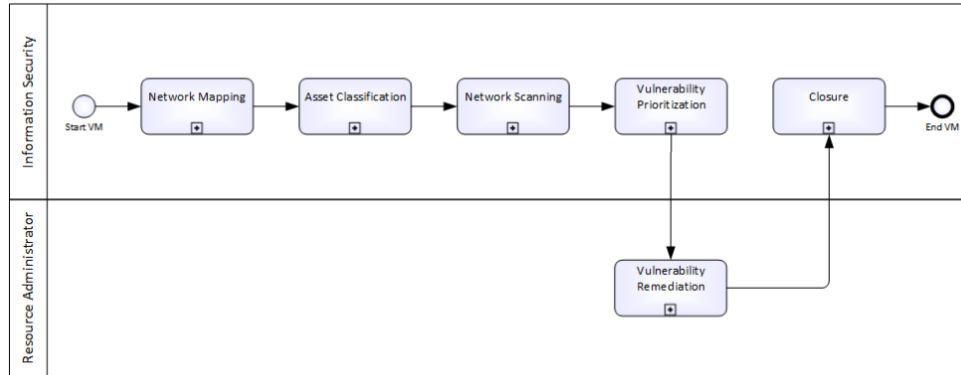 Information Security
Start VM
Network Mapping
Asset Classification
Network Scanning
Vulnerability
Prioritization
Closure
End VM
Resource Administrator
Vulnerability
Remediation